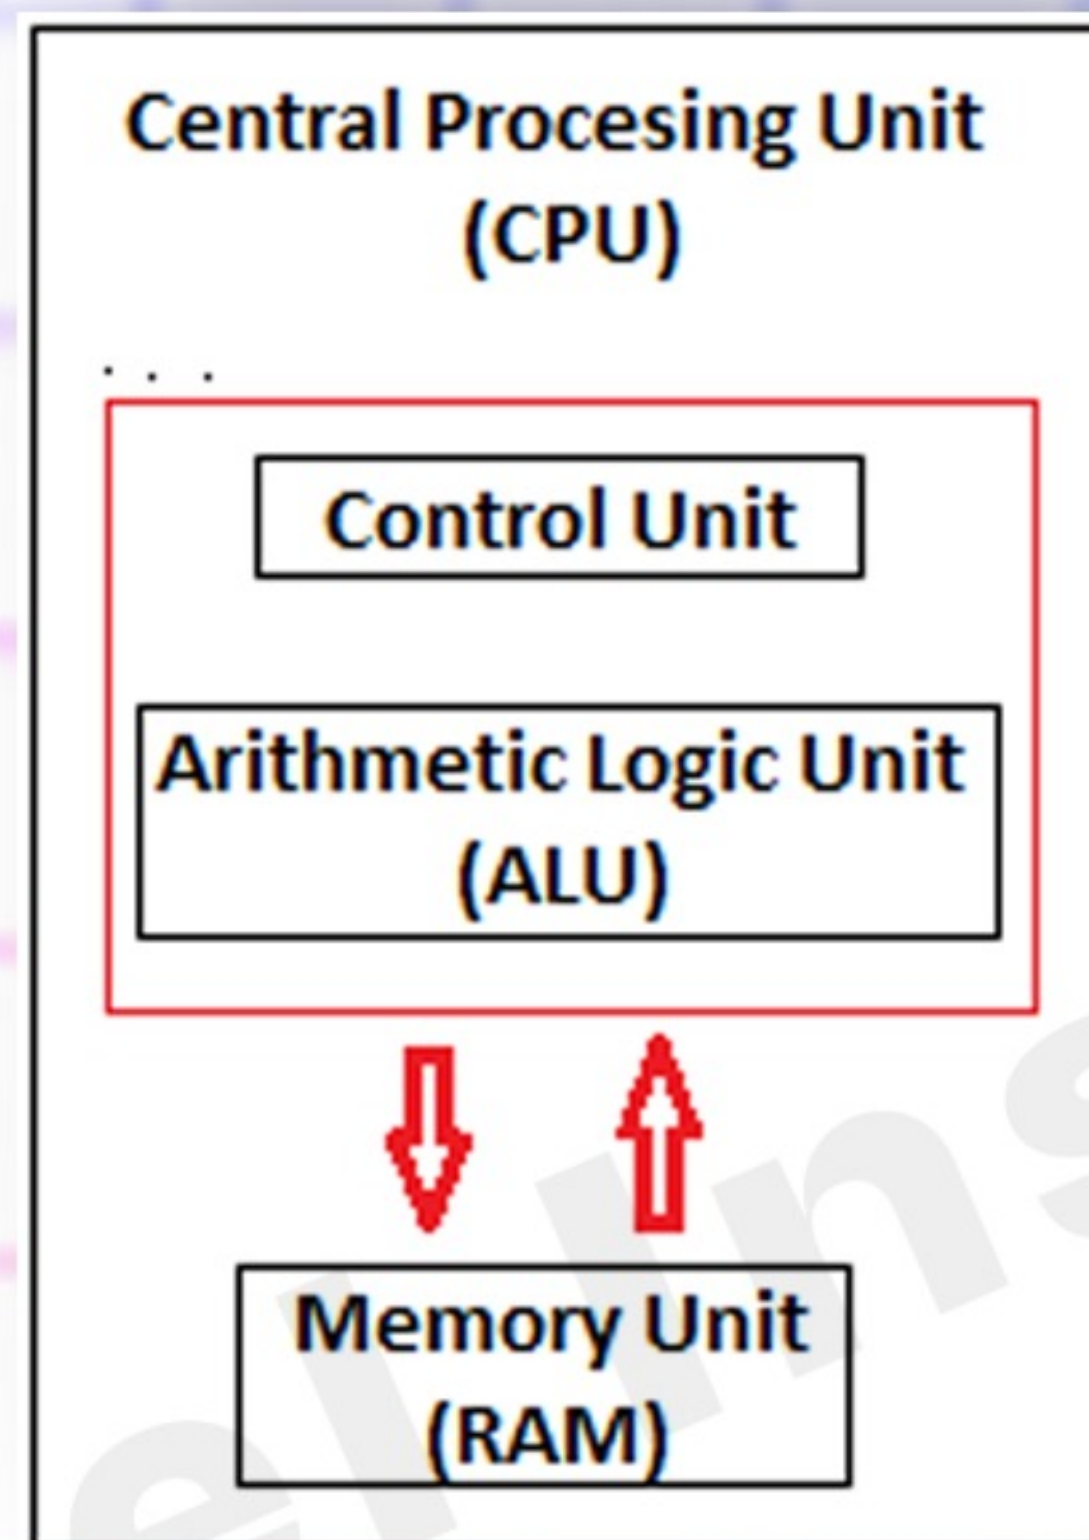 Central Procesing Unit
(CPU)
. . .
Control Unit
Arithmetic Logic Unit
(ALU)
Memory Unit
(RAM)